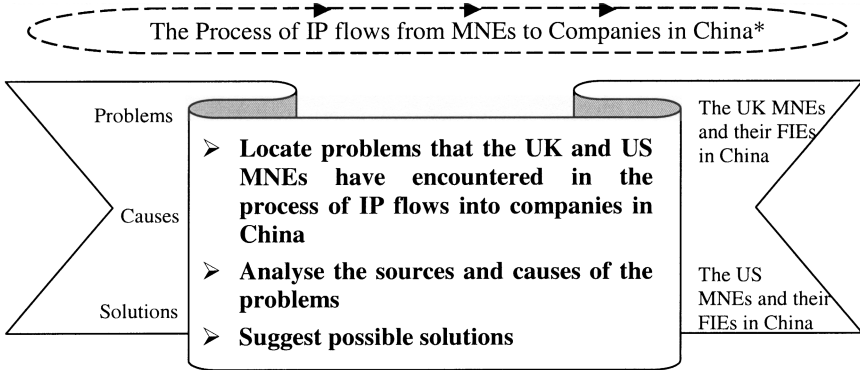 The Process of IP flows from MNEs to Companies in China*
Problems
Causes
Solutions
➢ Locate problems that the UK and US
MNEs have encountered in the
process of IP flows into companies in
China
➢ Analyse the sources and causes of the
problems
➢ Suggest possible solutions
The UK MNEs
and their FIEs
in China
The US
MNEs and their
FIEs in China